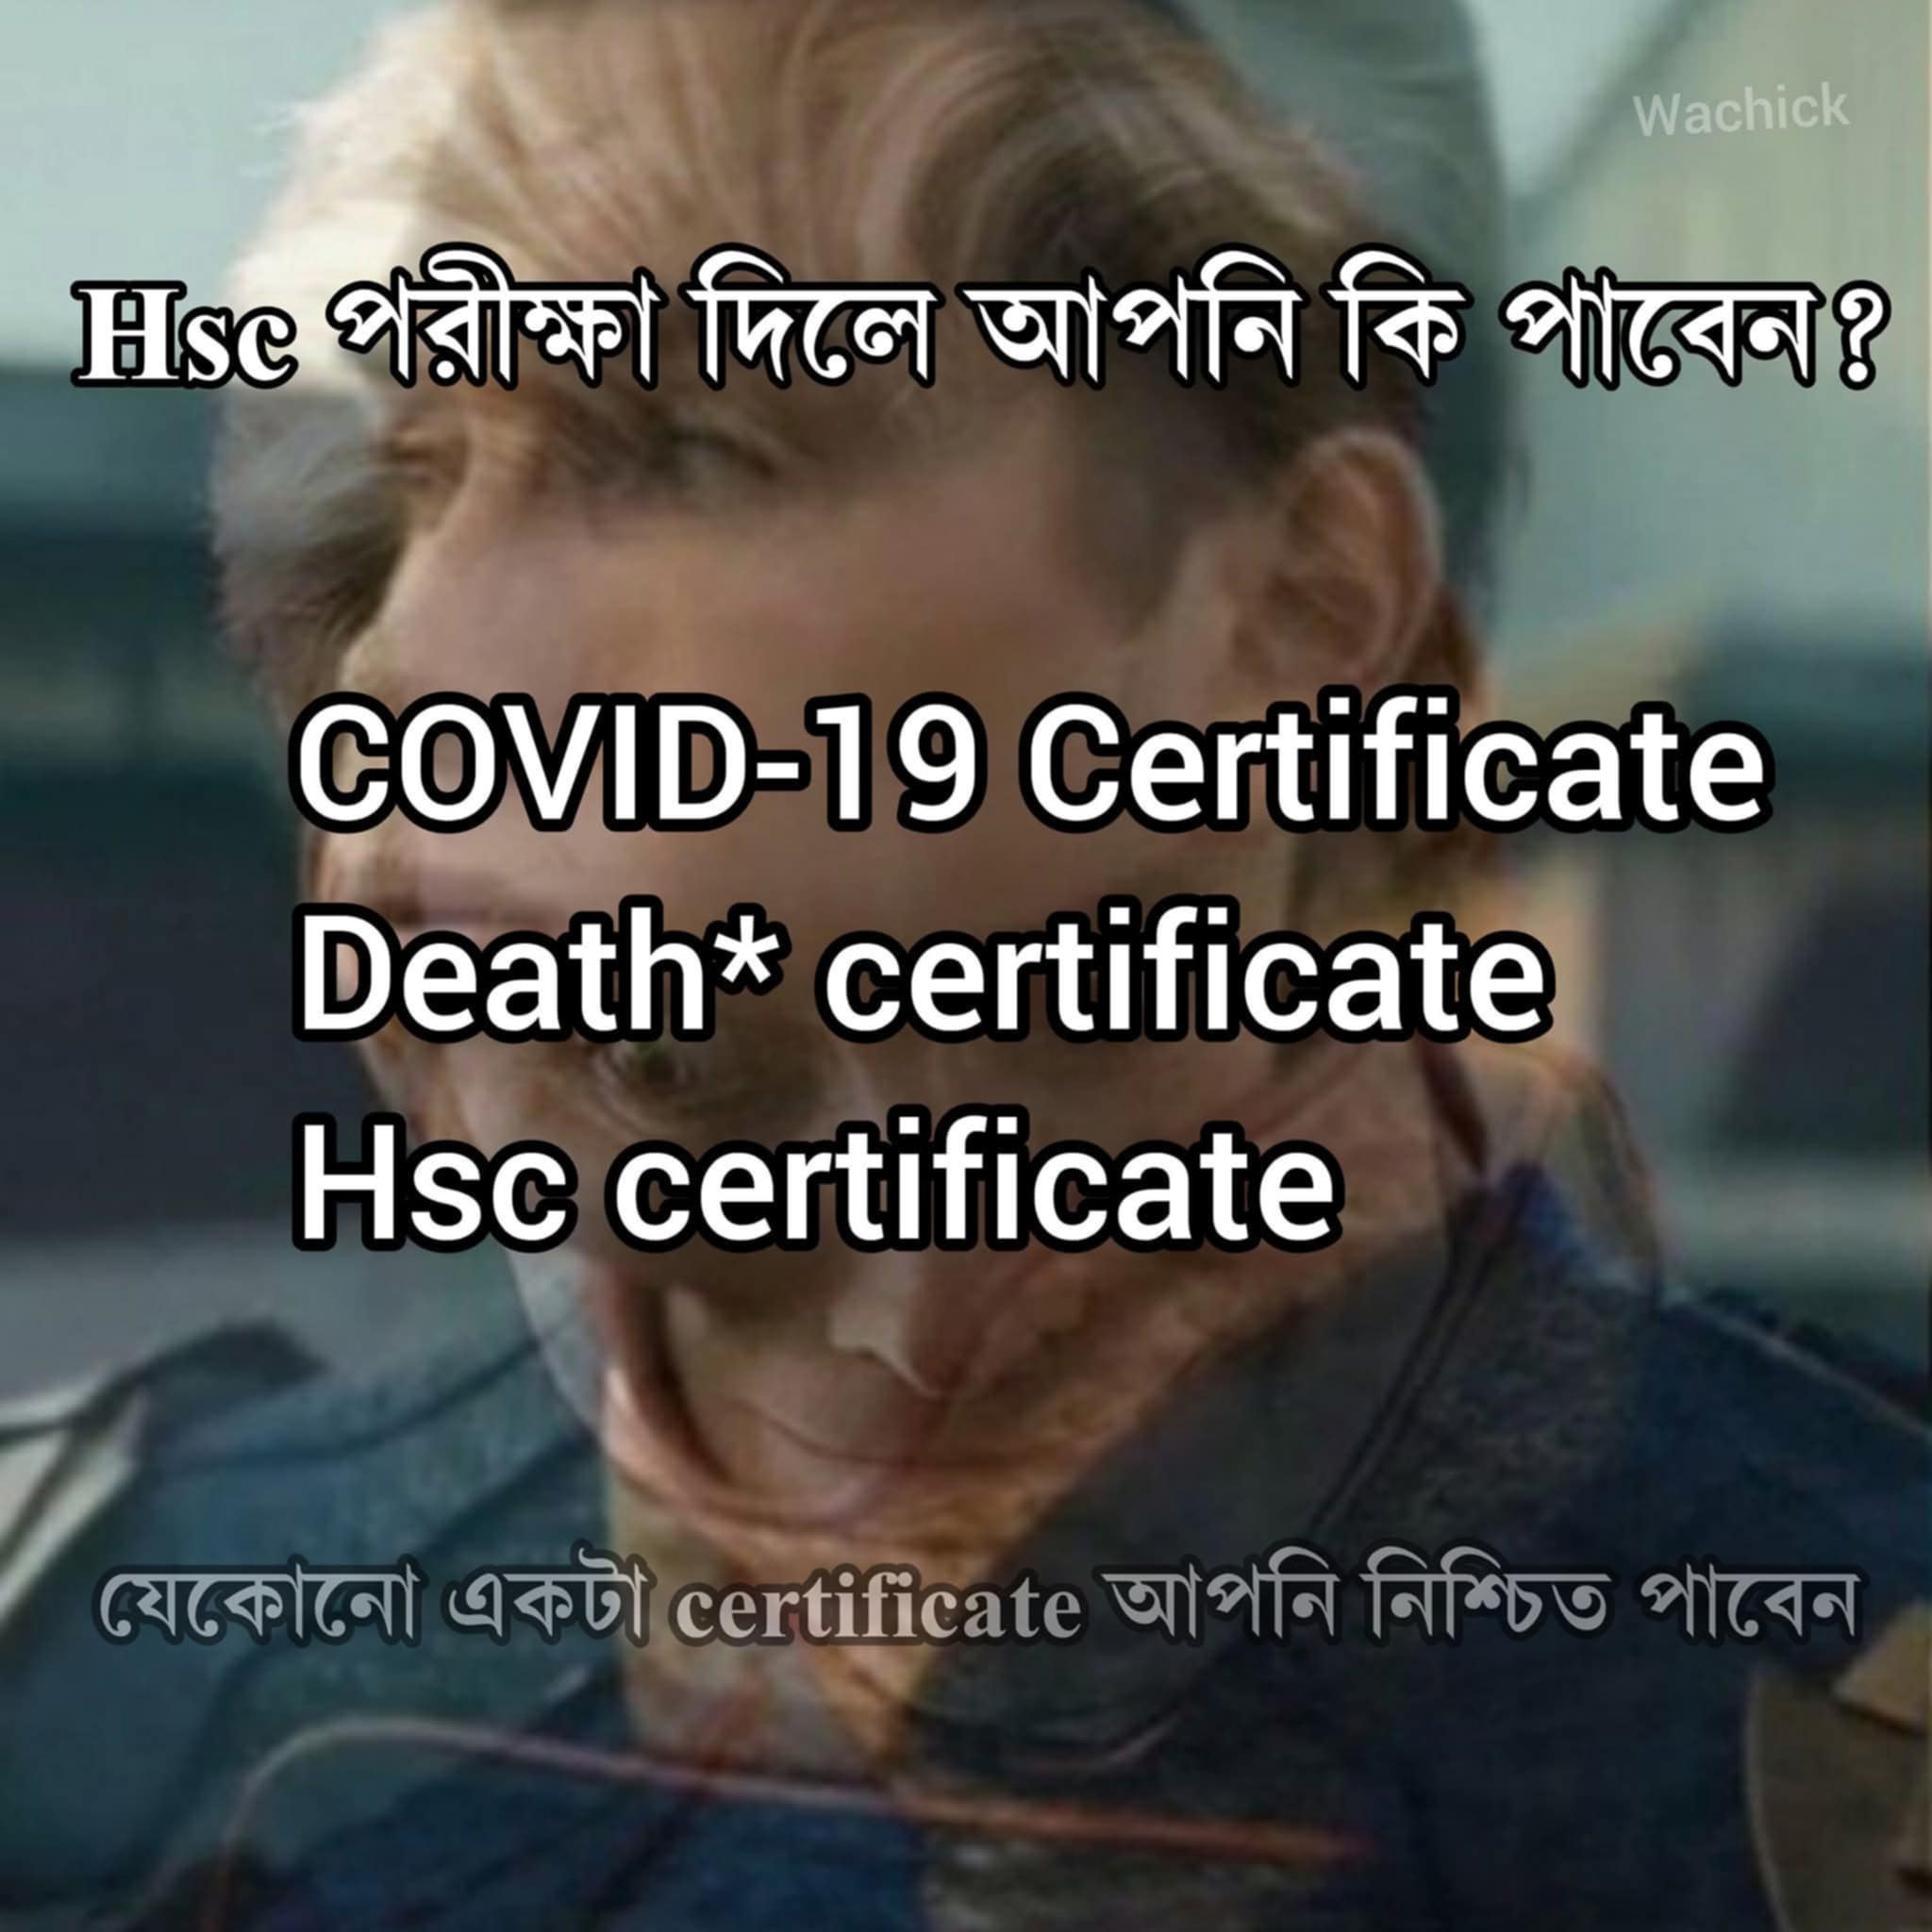 Wachick
Hsc পরীক্ষা দিলে আপনি কি পাবেন?
COVID-19 Certificate
Death* certificate
Hsc certificate
যেকোনো একটা certificate আপনি নিশ্চিত পাবেন